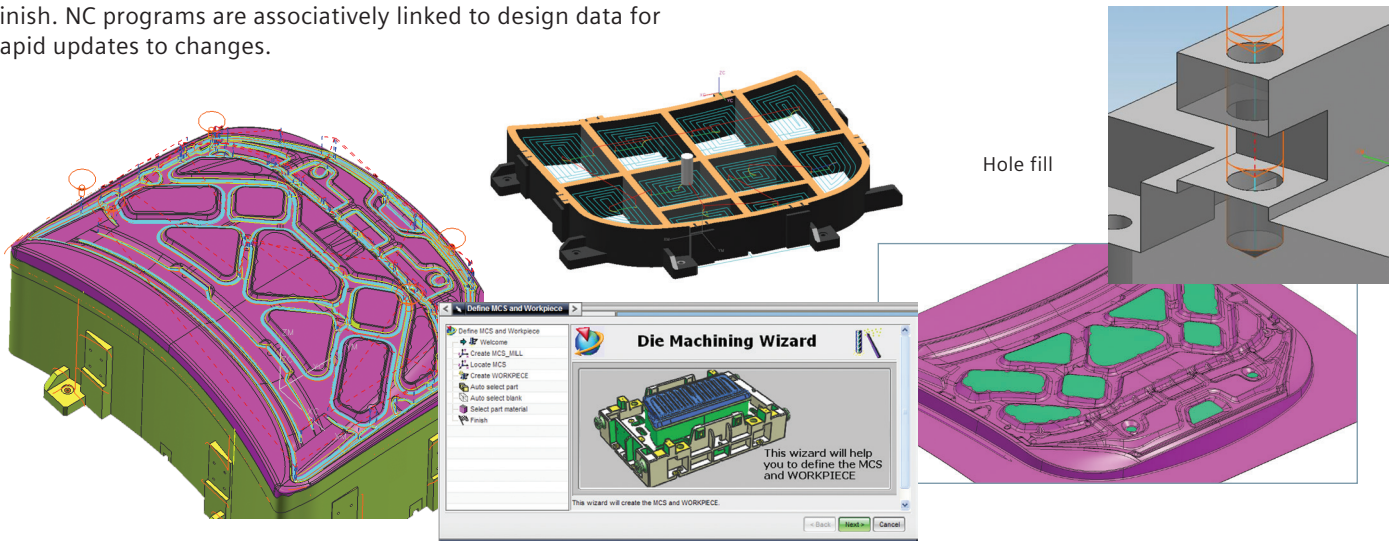 inish. NC programs are associatively linked to design data for
apid updates to changes.
Hole fill
Define MCS and Workpiece
Define MCS and Workpiece
Welcome
Create MCS_MILL
Locate MCS
Create WORKPIECE
Auto select part
Auto select blank
Select part material
Finish
Die Machining Wizard
This wizard will help
you to define the MCS
and WORKPIECE
This wizard will create the MCS and WORKPIECE.
< Back Next > Cancel
ZM
YM